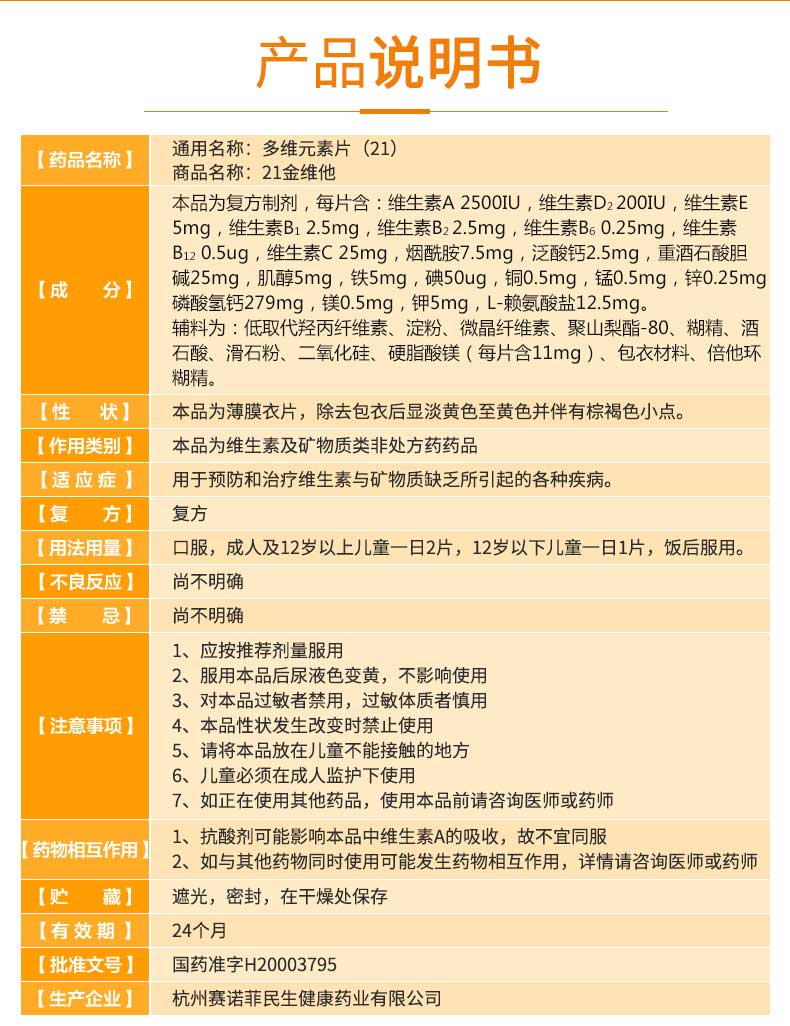 产品说明书
【药品名称】
通用名称：多维元素片（21）
商品名称：21金维他
【成 分】
本品为复方制剂，每片含：维生素A 2500IU，维生素D₂ 200IU，维生素E
5mg，维生素B₁ 2.5mg，维生素B₂ 2.5mg，维生素B₆ 0.25mg，维生素
B₁₂ 0.5ug，维生素C 25mg，烟酰胺7.5mg，泛酸钙2.5mg，重酒石酸胆
碱25mg，肌醇5mg，铁5mg，碘50ug，铜0.5mg，锰0.5mg，锌0.25mg
磷酸氢钙279mg，镁0.5mg，钾5mg，L-赖氨酸盐12.5mg。
辅料为：低取代羟丙纤维素、淀粉、微晶纤维素、聚山梨酯-80、糊精、酒
石酸、滑石粉、二氧化硅、硬脂酸镁（每片含11mg）、包衣材料、倍他环
糊精。
【性 状】
本品为薄膜衣片，除去包衣后显淡黄色至黄色并伴有棕褐色小点。
【作用类别】
本品为维生素及矿物质类非处方药药品
【适 应 症】
用于预防和治疗维生素与矿物质缺乏所引起的各种疾病。
【复 方】
复方
【用法用量】
口服，成人及12岁以上儿童一日2片，12岁以下儿童一日1片，饭后服用。
【不良反应】
尚不明确
【禁 忌】
尚不明确
【注意事项】
1、应按推荐剂量服用
2、服用本品后尿液色变黄，不影响使用
3、对本品过敏者禁用，过敏体质者慎用
4、本品性状发生改变时禁止使用
5、请将本品放在儿童不能接触的地方
6、儿童必须在成人监护下使用
7、如正在使用其他药品，使用本品前请咨询医师或药师
【药物相互作用】
1、抗酸剂可能影响本品中维生素A的吸收，故不宜同服
2、如与其他药物同时使用可能发生药物相互作用，详情请咨询医师或药师
【贮 藏】
遮光，密封，在干燥处保存
【有 效 期】
24个月
【批准文号】
国药准字H20003795
【生产企业】
杭州赛诺菲民生健康药业有限公司